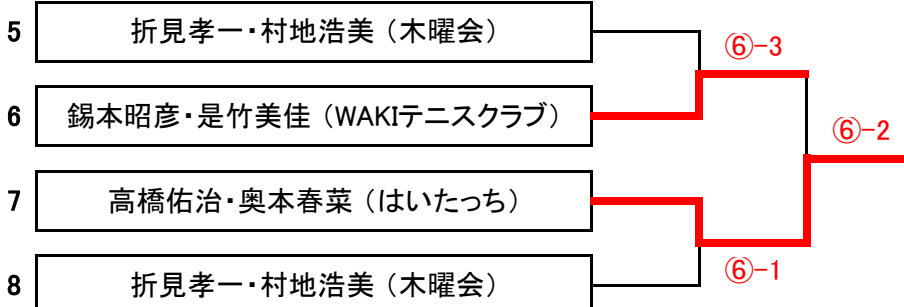 5 折見孝一・村地浩美（木曜会）
⑥-3
6 錫本昭彦・是竹美佳（WAKIテニスクラブ）
⑥-2
7 高橋佑治・奥本春菜（はいたっち）
⑥-1
8 折見孝一・村地浩美（木曜会）